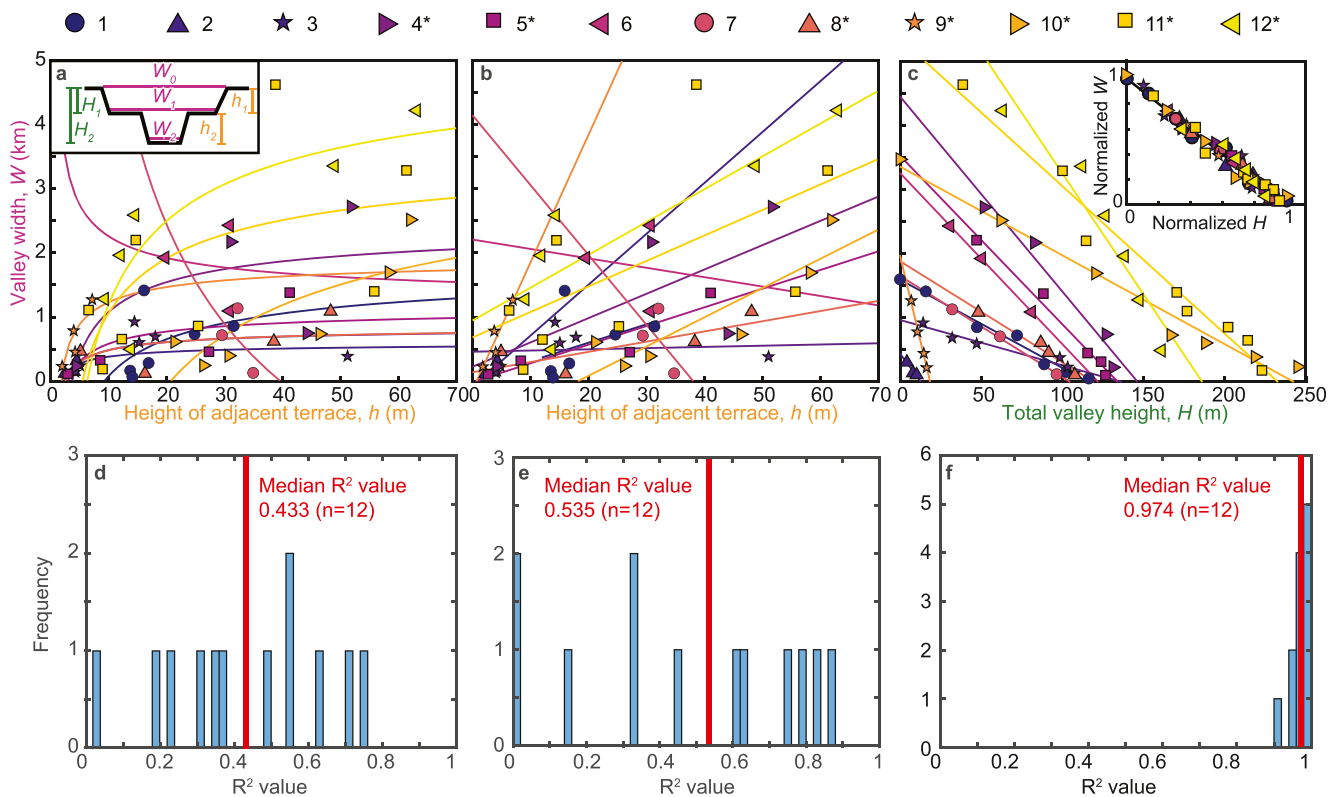 1 2 3 4* 5* 6 7 8* 9* 10* 11* 12*
Valley width, W (km)
5
4
3
2
1
0
a
W0
W1
W2
H1
H2
h1
h2
0 10 20 30 40 50 60 70
Height of adjacent terrace, h (m)
b
0 10 20 30 40 50 60 70
Height of adjacent terrace, h (m)
c
Normalized W
1
0
0 1
Normalized H
0 50 100 150 200 250
Total valley height, H (m)
Frequency
3
2
1
0
d
Median R² value
0.433 (n=12)
0 0.2 0.4 0.6 0.8 1
R² value
3
2
1
0
e
Median R² value
0.535 (n=12)
0 0.2 0.4 0.6 0.8 1
R² value
6
5
4
3
2
1
0
f
Median R² value
0.974 (n=12)
0 0.2 0.4 0.6 0.8 1
R² value